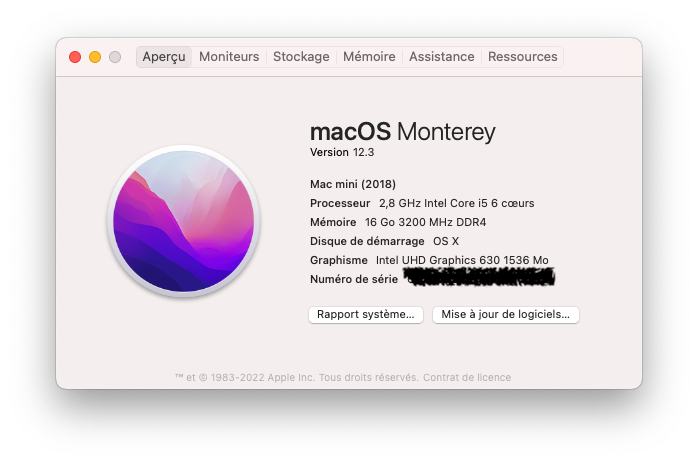 Aperçu Moniteurs Stockage Mémoire Assistance Ressources
macOS Monterey
Version 12.3
Mac mini (2018)
Processeur 2,8 GHz Intel Core i5 6 cœurs
Mémoire 16 Go 3200 MHz DDR4
Disque de démarrage OS X
Graphisme Intel UHD Graphics 630 1536 Mo
Numéro de série
Rapport système... Mise à jour de logiciels...
™ et © 1983-2022 Apple Inc. Tous droits réservés. Contrat de licence